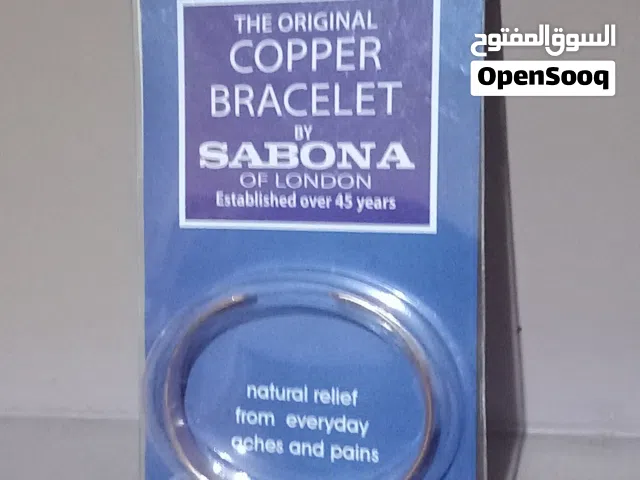 THE ORIGINAL
COPPER
BRACELET
BY
SABONA
OF LONDON
Established over 45 years
natural relief
from everyday
aches and pains
السوق المفتوح
OpenSooq